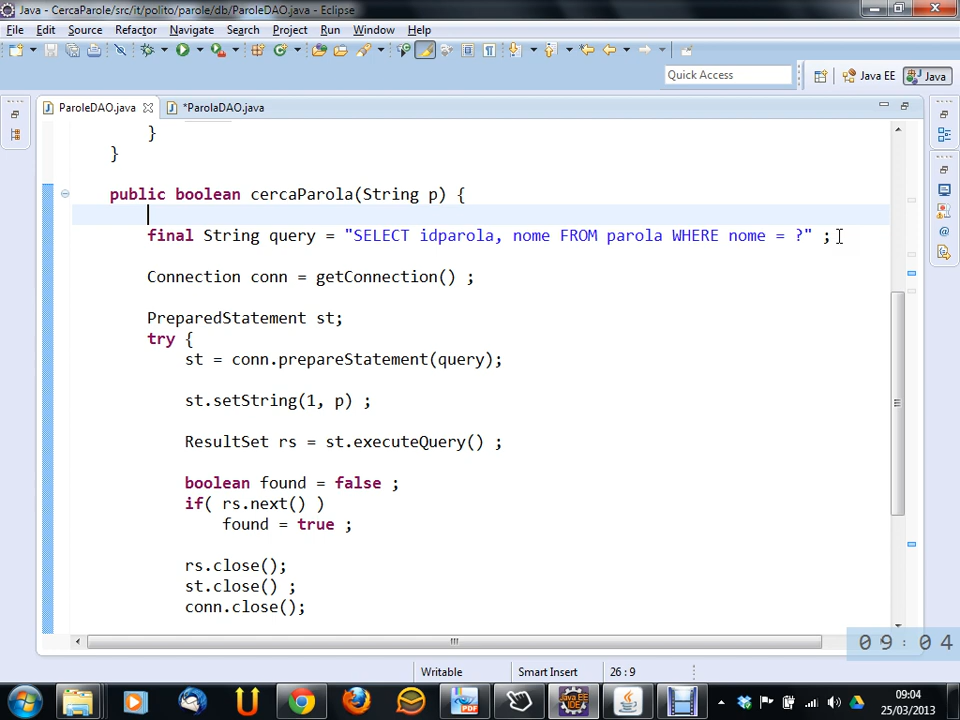 Java - CercaParole/src/it/polito/parole/db/ParoleDAO.java - Eclipse
File Edit Source Refactor Navigate Search Project Run Window Help
Quick Access
Java EE
Java
ParoleDAO.java
*ParolaDAO.java
}
}
public boolean cercaParola(String p) {
final String query = "SELECT idparola, nome FROM parola WHERE nome = ?" ;
Connection conn = getConnection() ;
PreparedStatement st;
try {
st = conn.prepareStatement(query);
st.setString(1, p) ;
ResultSet rs = st.executeQuery() ;
boolean found = false ;
if( rs.next() )
found = true ;
rs.close();
st.close() ;
conn.close();
09:04
Writable
Smart Insert
26 : 9
09:04
25/03/2013